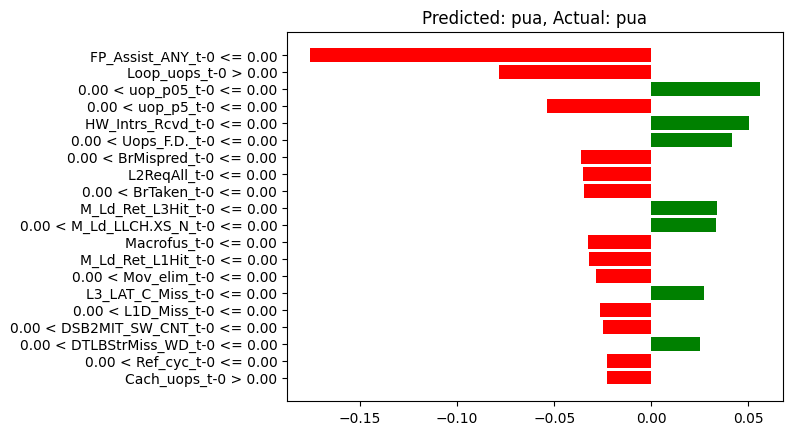 Predicted: pua, Actual: pua
FP_Assist_ANY_t-0 <= 0.00
Loop_uops_t-0 > 0.00
0.00 < uop_p05_t-0 <= 0.00
0.00 < uop_p5_t-0 <= 0.00
HW_Intrs_Rcvd_t-0 <= 0.00
0.00 < Uops_F.D._t-0 <= 0.00
0.00 < BrMispred_t-0 <= 0.00
L2ReqAll_t-0 <= 0.00
0.00 < BrTaken_t-0 <= 0.00
M_Ld_Ret_L3Hit_t-0 <= 0.00
0.00 < M_Ld_LLCH.XS_N_t-0 <= 0.00
Macrofus_t-0 <= 0.00
M_Ld_Ret_L1Hit_t-0 <= 0.00
0.00 < Mov_elim_t-0 <= 0.00
L3_LAT_C_Miss_t-0 <= 0.00
0.00 < L1D_Miss_t-0 <= 0.00
0.00 < DSB2MIT_SW_CNT_t-0 <= 0.00
0.00 < DTLBStrMiss_WD_t-0 <= 0.00
0.00 < Ref_cyc_t-0 <= 0.00
Cach_uops_t-0 > 0.00
−0.15 −0.10 −0.05 0.00 0.05